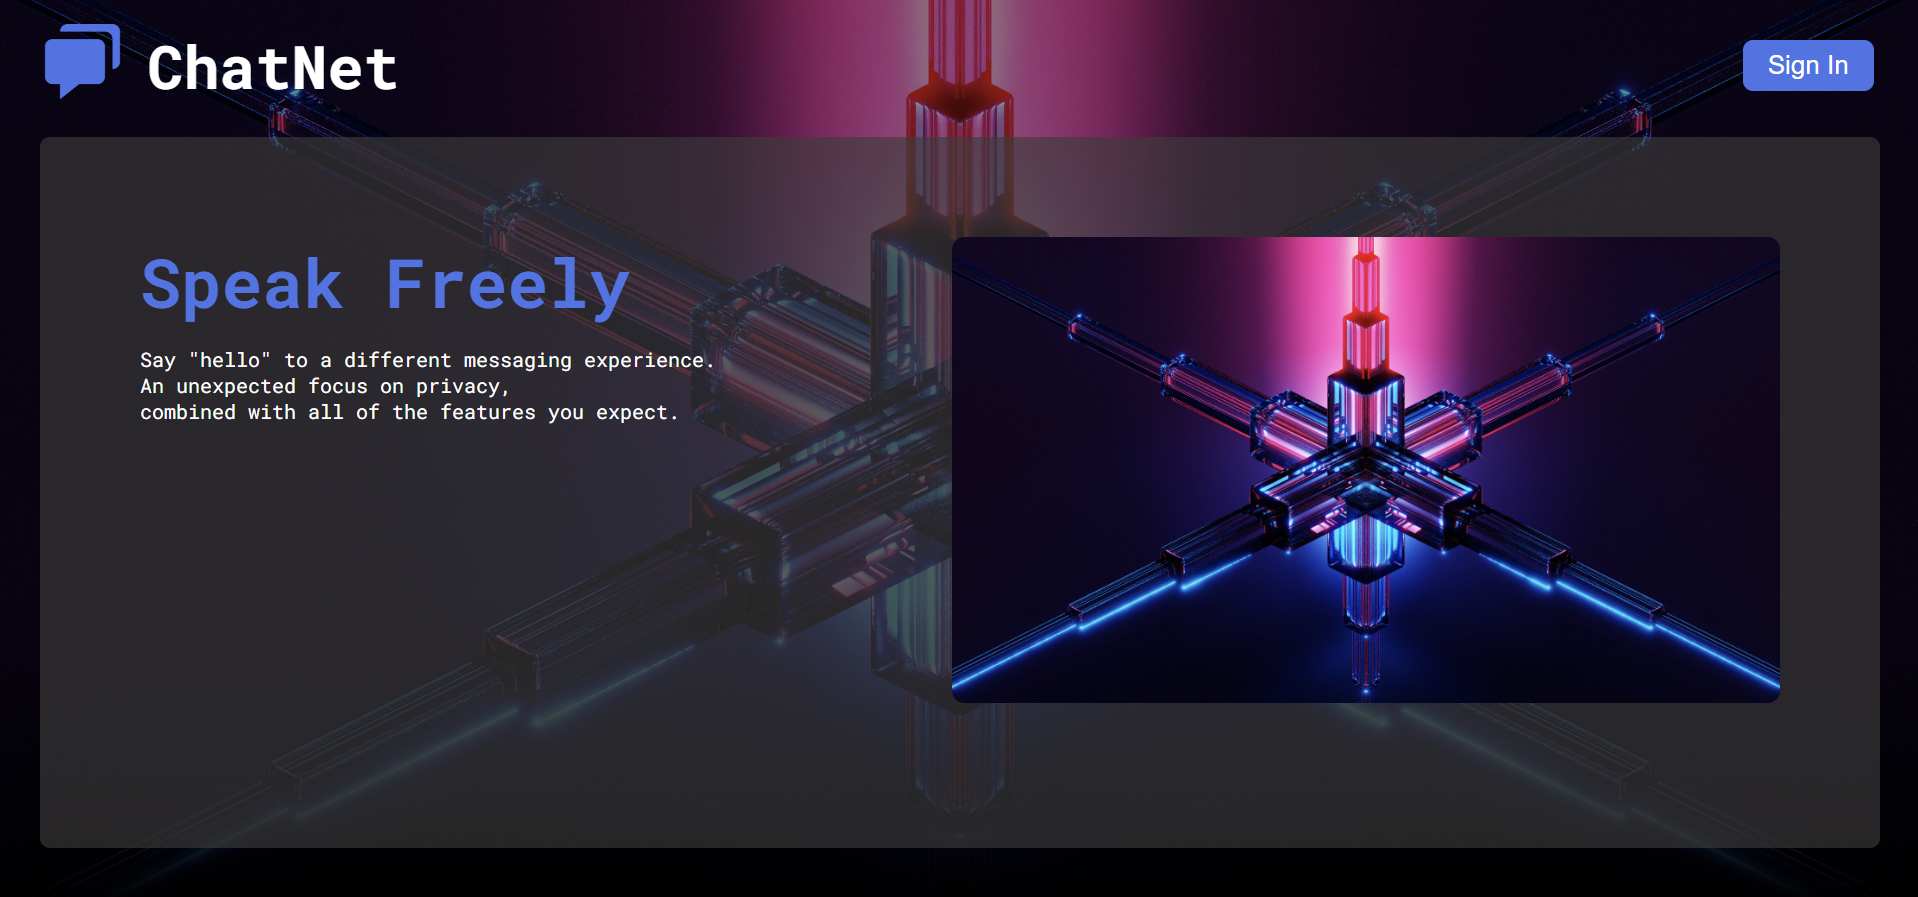 ChatNet
Sign In
Speak Freely
Say "hello" to a different messaging experience.
An unexpected focus on privacy,
combined with all of the features you expect.